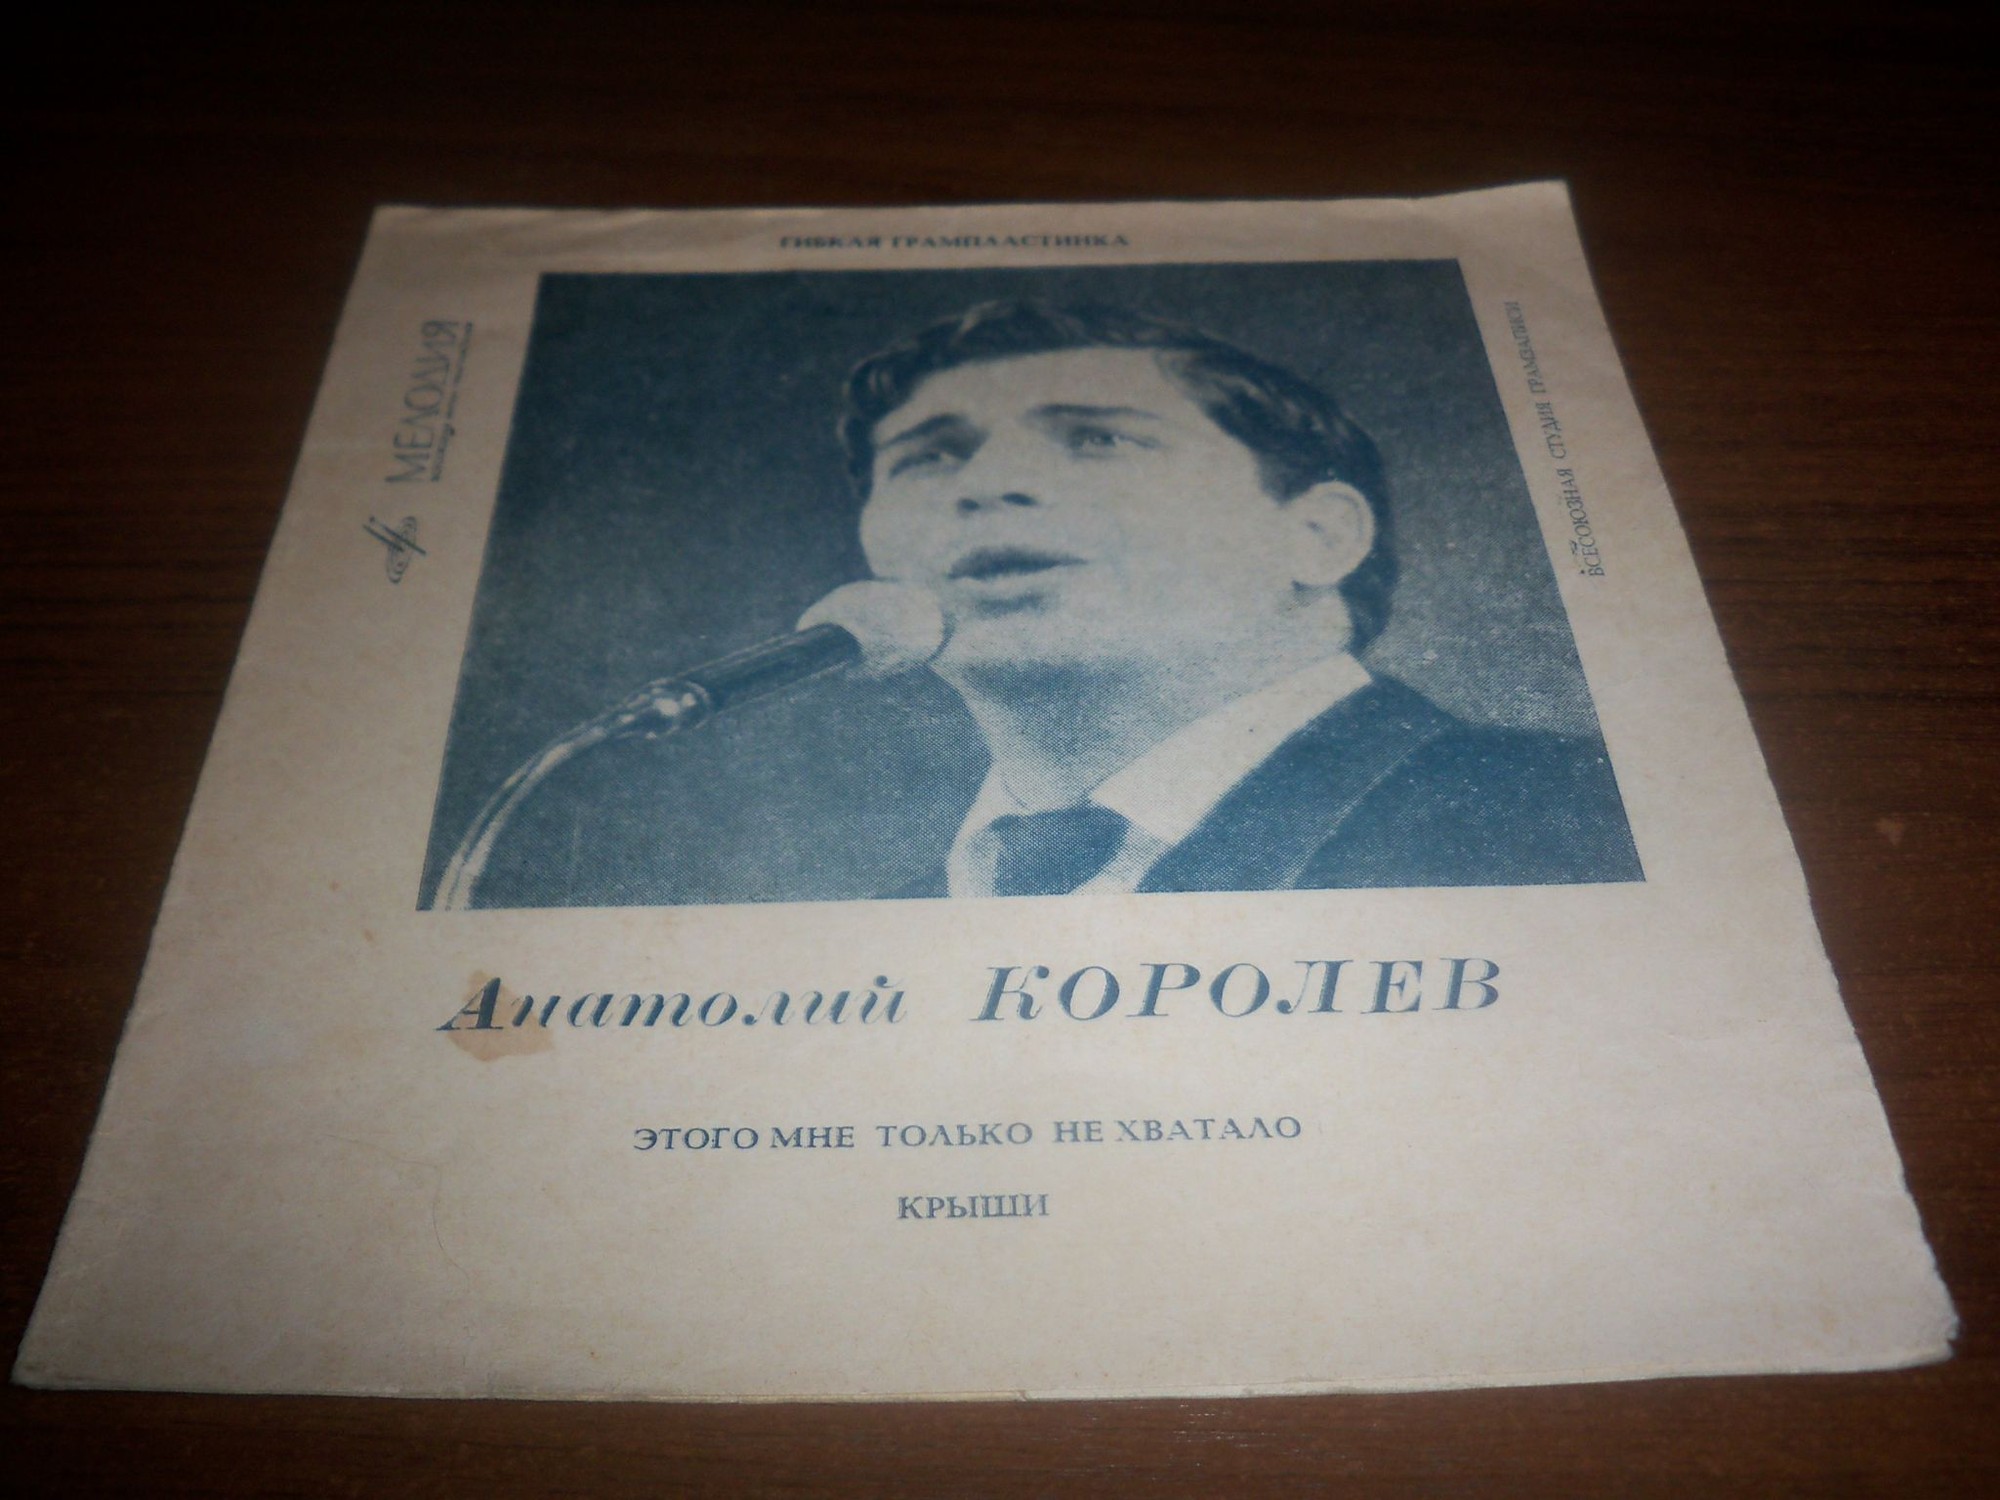 ГИБКАЯ ГРАМПЛАСТИНКА
МЕЛОДИЯ
ВСЕСОЮЗНАЯ СТУДИЯ ГРАМЗАПИСИ
Анатолий КОРОЛЕВ
ЭТОГО МНЕ ТОЛЬКО НЕ ХВАТАЛО
КРЫШИ